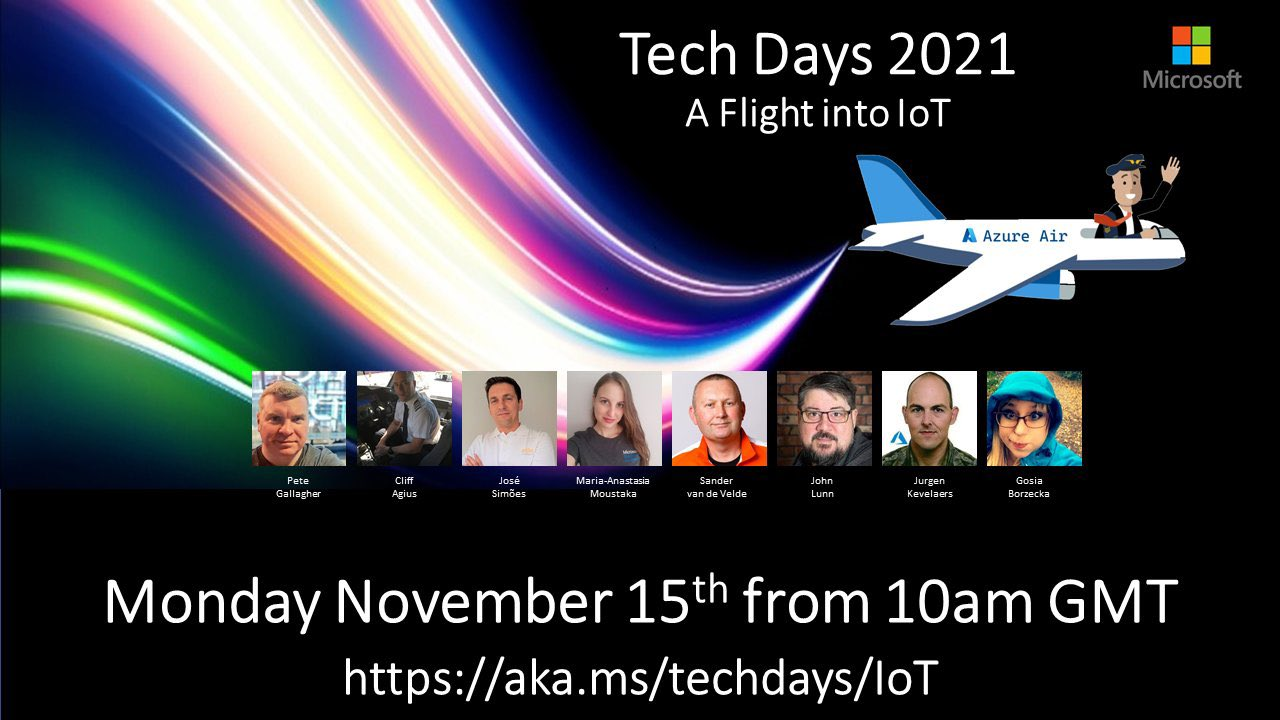 Tech Days 2021
A Flight into IoT
Microsoft
Azure Air
Pete
Gallagher
Cliff
Agius
José
Simões
Maria-Anastasia
Moustaka
Sander
van de Velde
John
Lunn
Jurgen
Kevelaers
Gosia
Borzecka
Monday November 15th from 10am GMT
https://aka.ms/techdays/IoT